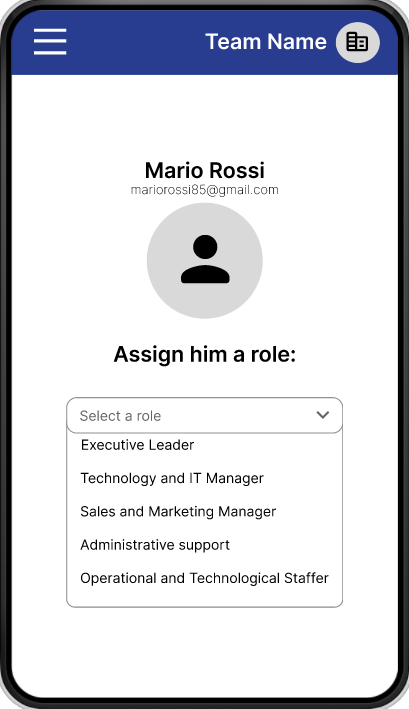 Team Name
Mario Rossi
mariorossi85@gmail.com
Assign him a role:
Select a role
Executive Leader
Technology and IT Manager
Sales and Marketing Manager
Administrative support
Operational and Technological Staffer